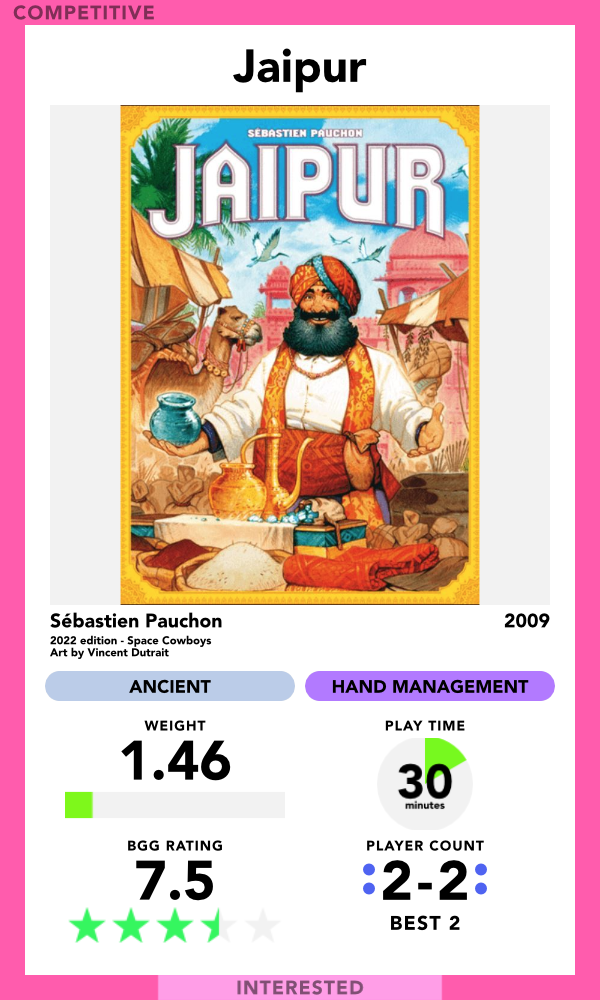 COMPETITIVE
Jaipur
SÉBASTIEN PAUCHON
JAIPUR
Sébastien Pauchon
2009
2022 edition - Space Cowboys
Art by Vincent Dutrait
ANCIENT
HAND MANAGEMENT
WEIGHT
1.46
PLAY TIME
30
minutes
BGG RATING
7.5
PLAYER COUNT
2-2
BEST 2
INTERESTED